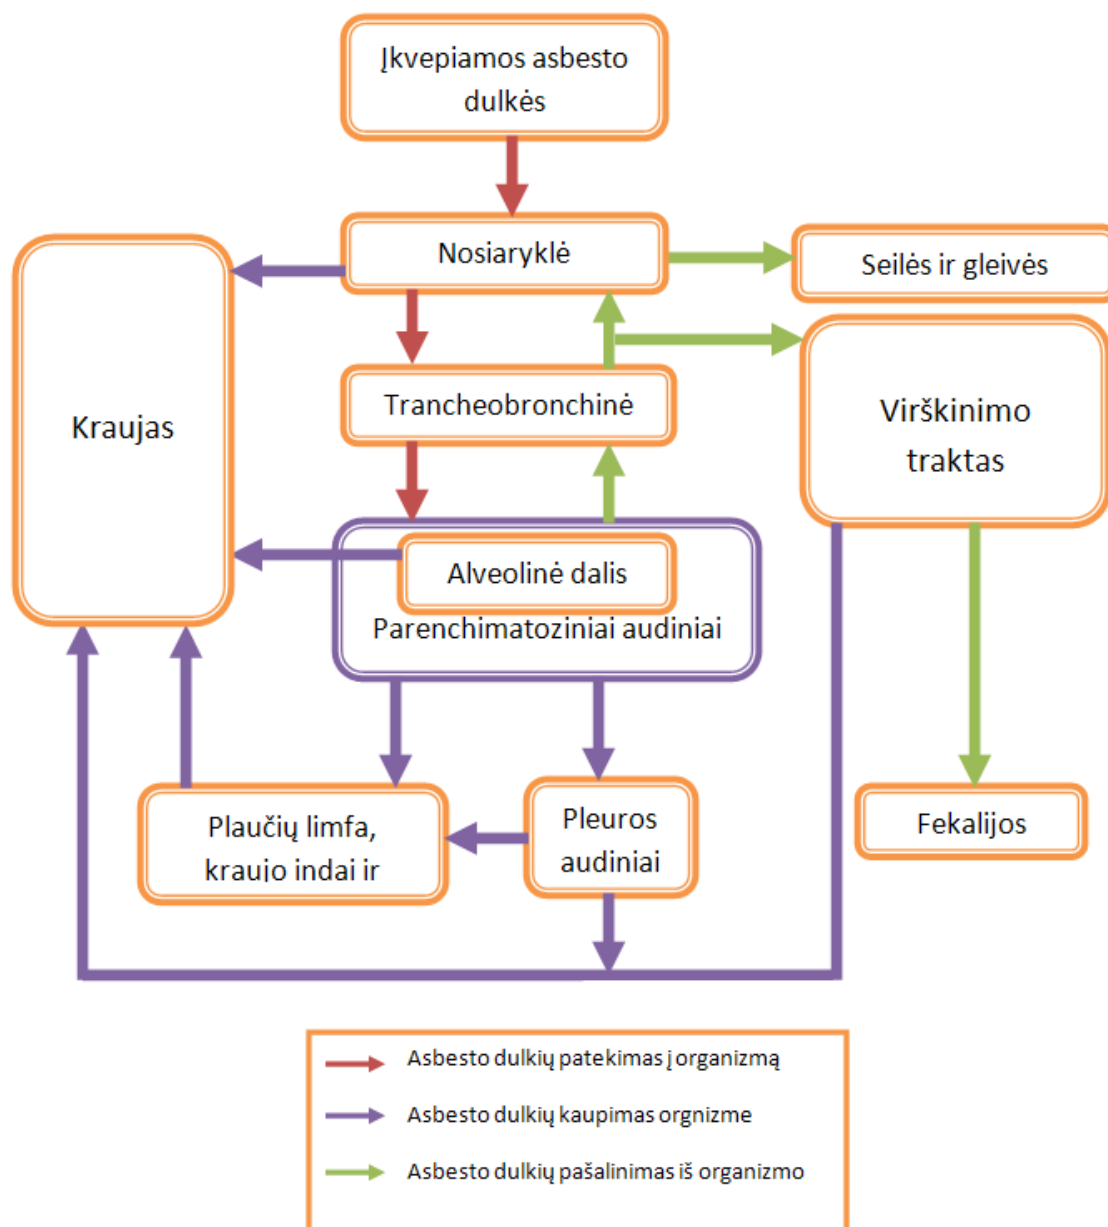 Įkvepiamos asbesto
dulkės
Nosiaryklė
Seilės ir gleivės
Kraujas
Trancheobronchinė
Virškinimo
traktas
Alveolinė dalis
Parenchimatoziniai audiniai
Plaučių limfa,
kraujo indai ir
Pleuros
audiniai
Fekalijos
Asbesto dulkių patekimas į organizmą
Asbesto dulkių kaupimas orgnizme
Asbesto dulkių pašalinimas iš organizmo